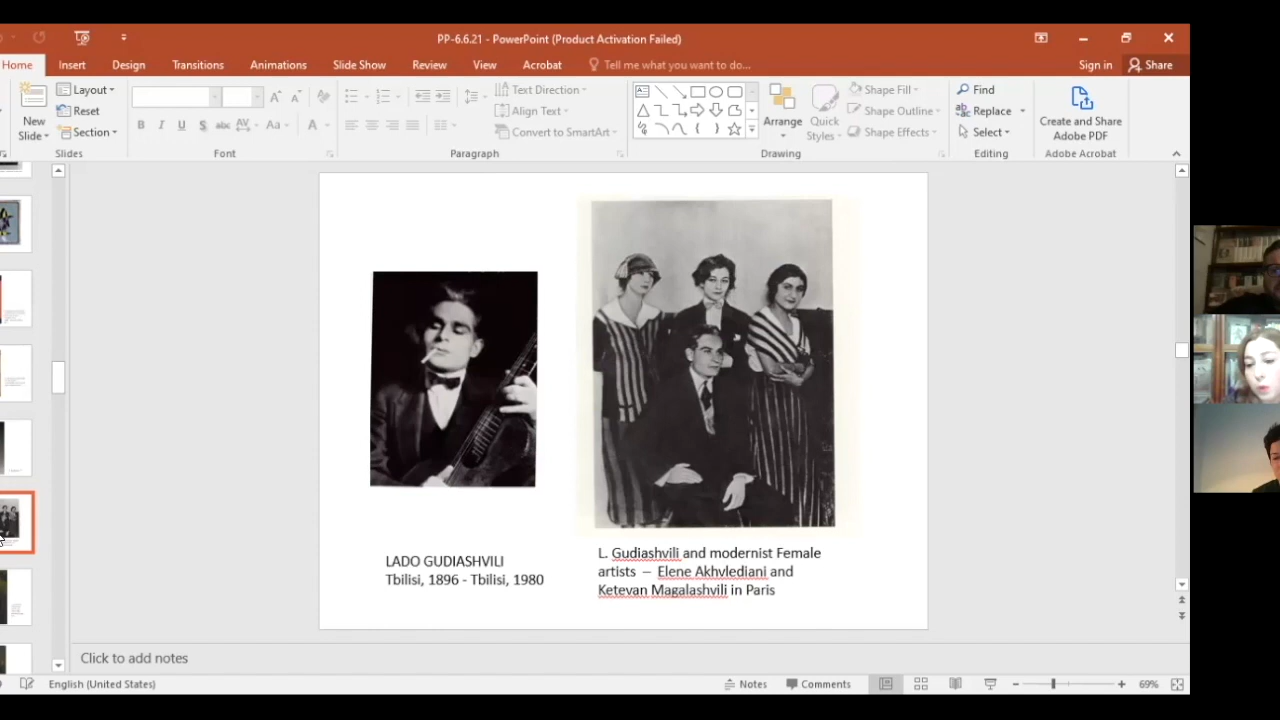 PP-6.6.21 - PowerPoint (Product Activation Failed)
Home Insert Design Transitions Animations Slide Show Review View Acrobat Tell me what you want to do... Sign in Share
New
Slide
Layout
Reset
Section
Slides
B I U S abc AV Aa A
Font
Text Direction
Align Text
Convert to SmartArt
Paragraph
Arrange
Quick
Styles
Shape Fill
Shape Outline
Shape Effects
Drawing
Find
Replace
Select
Editing
Create and Share
Adobe PDF
Adobe Acrobat
LADO GUDIASHVILI
Tbilisi, 1896 - Tbilisi, 1980
L. Gudiashvili and modernist Female
artists – Elene Akhvlediani and
Ketevan Magalashvili in Paris
Click to add notes
English (United States) Notes Comments 69%